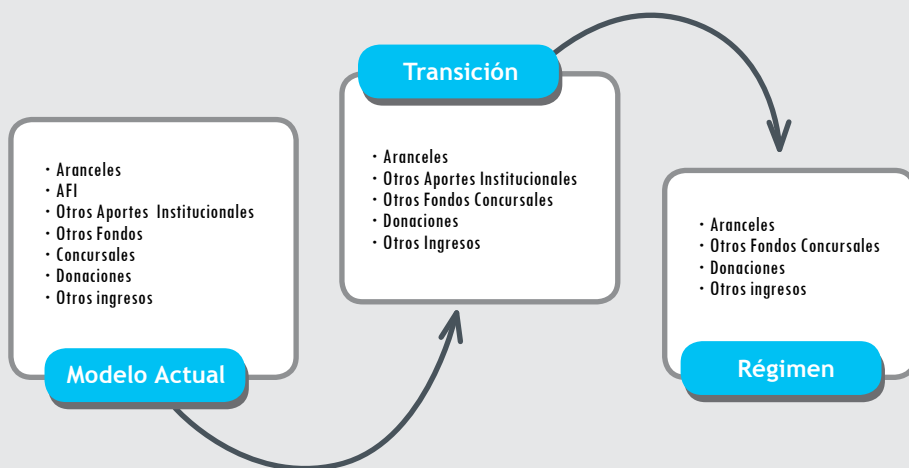 · Aranceles
· AFI
· Otros Aportes Institucionales
· Otros Fondos
· Concursales
· Donaciones
· Otros ingresos
Modelo Actual
Transición
· Aranceles
· Otros Aportes Institucionales
· Otros Fondos Concursales
· Donaciones
· Otros Ingresos
· Aranceles
· Otros Fondos Concursales
· Donaciones
· Otros ingresos
Régimen